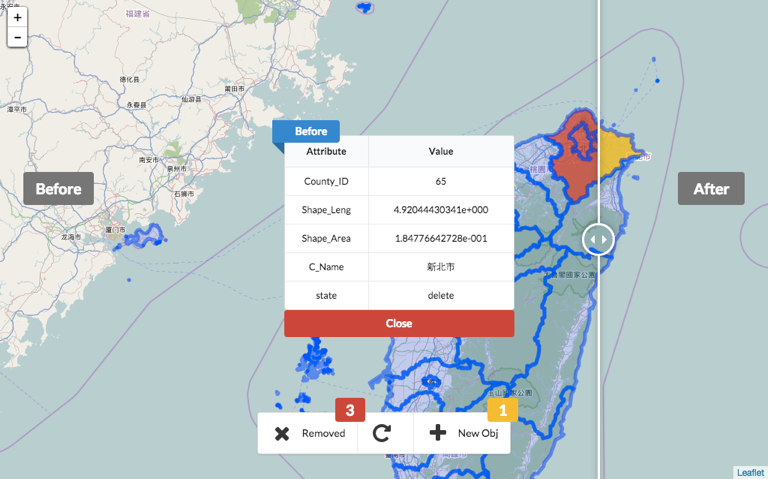 +
-
福建省
德化县
莆田市
漳平市
永春县
仙游县
南安市
泉州市
石狮市
龙海市
厦门市
Before
After
Before
Attribute Value
County_ID 65
Shape_Leng 4.92044430341e+000
Shape_Area 1.84776642728e-001
C_Name 新北市
state delete
Close
3
1
Removed
New Obj
Leaflet